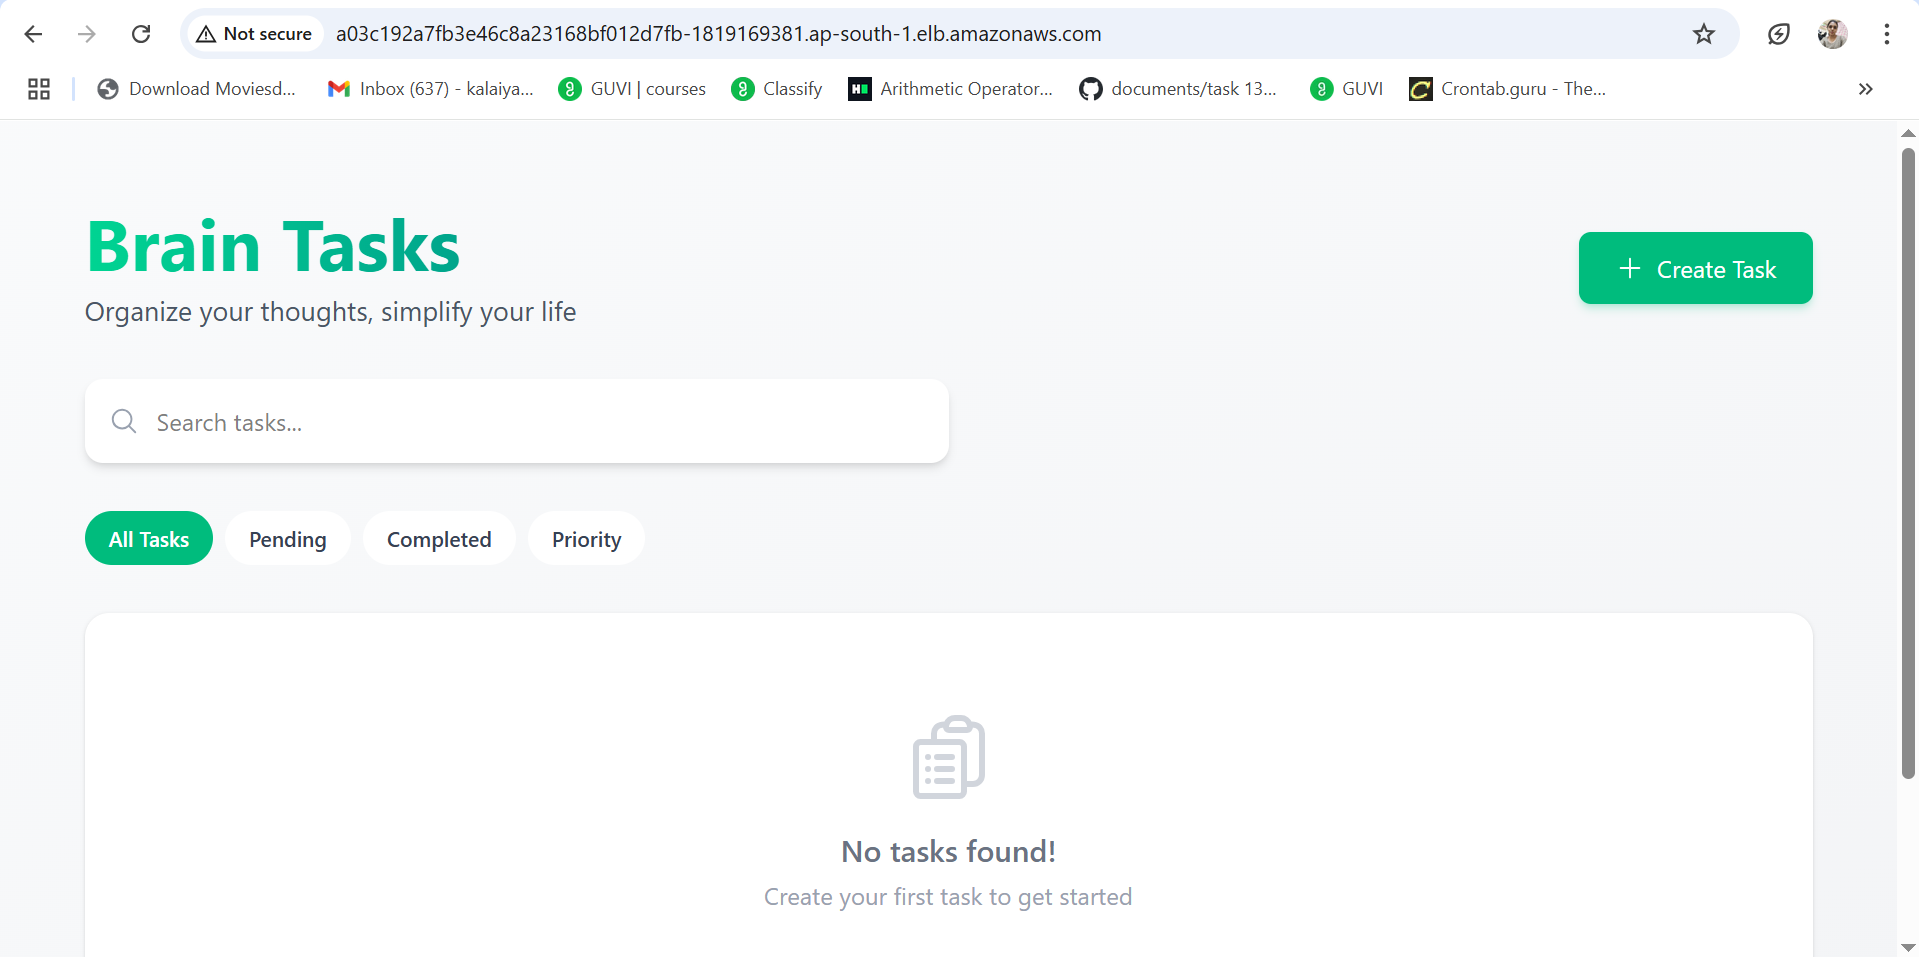 Not secure
a03c192a7fb3e46c8a23168bf012d7fb-1819169381.ap-south-1.elb.amazonaws.com
Download Moviesd...
Inbox (637) - kalaiya...
GUVI | courses
Classify
Arithmetic Operator...
documents/task 13...
GUVI
Crontab.guru - The...
Brain Tasks
Create Task
Organize your thoughts, simplify your life
Search tasks...
All Tasks
Pending
Completed
Priority
No tasks found!
Create your first task to get started